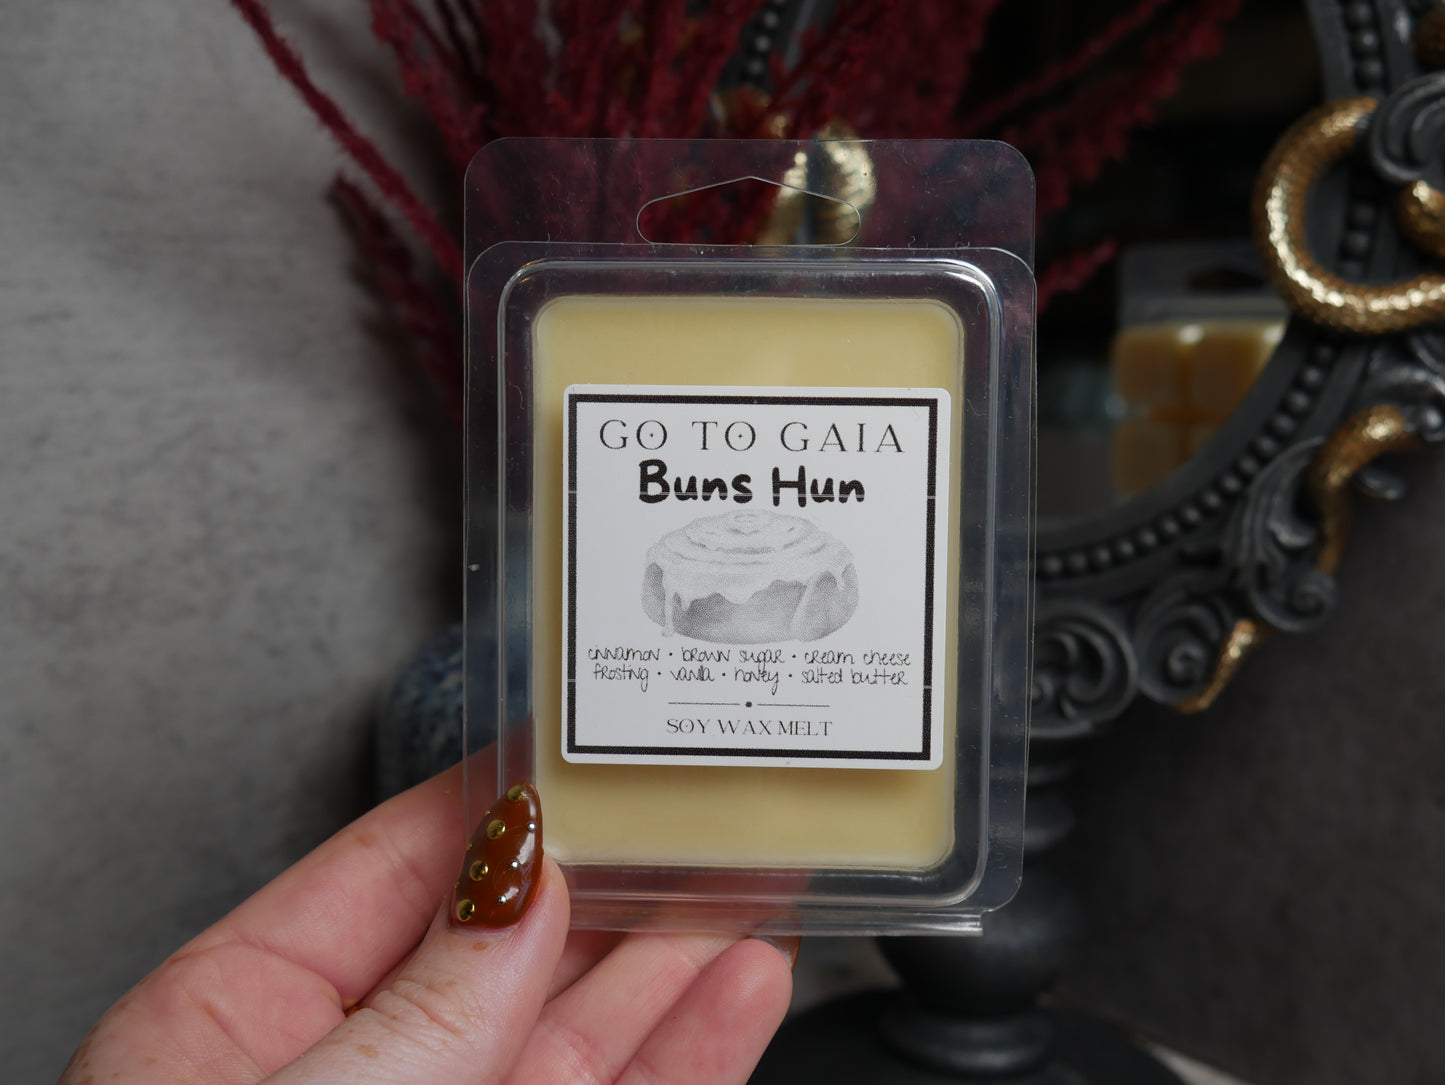 GO TO GAIA
Buns Hun
cinnamon • brown sugar • cream cheese
frosting • vanilla • honey • salted butter
SOY WAX MELT